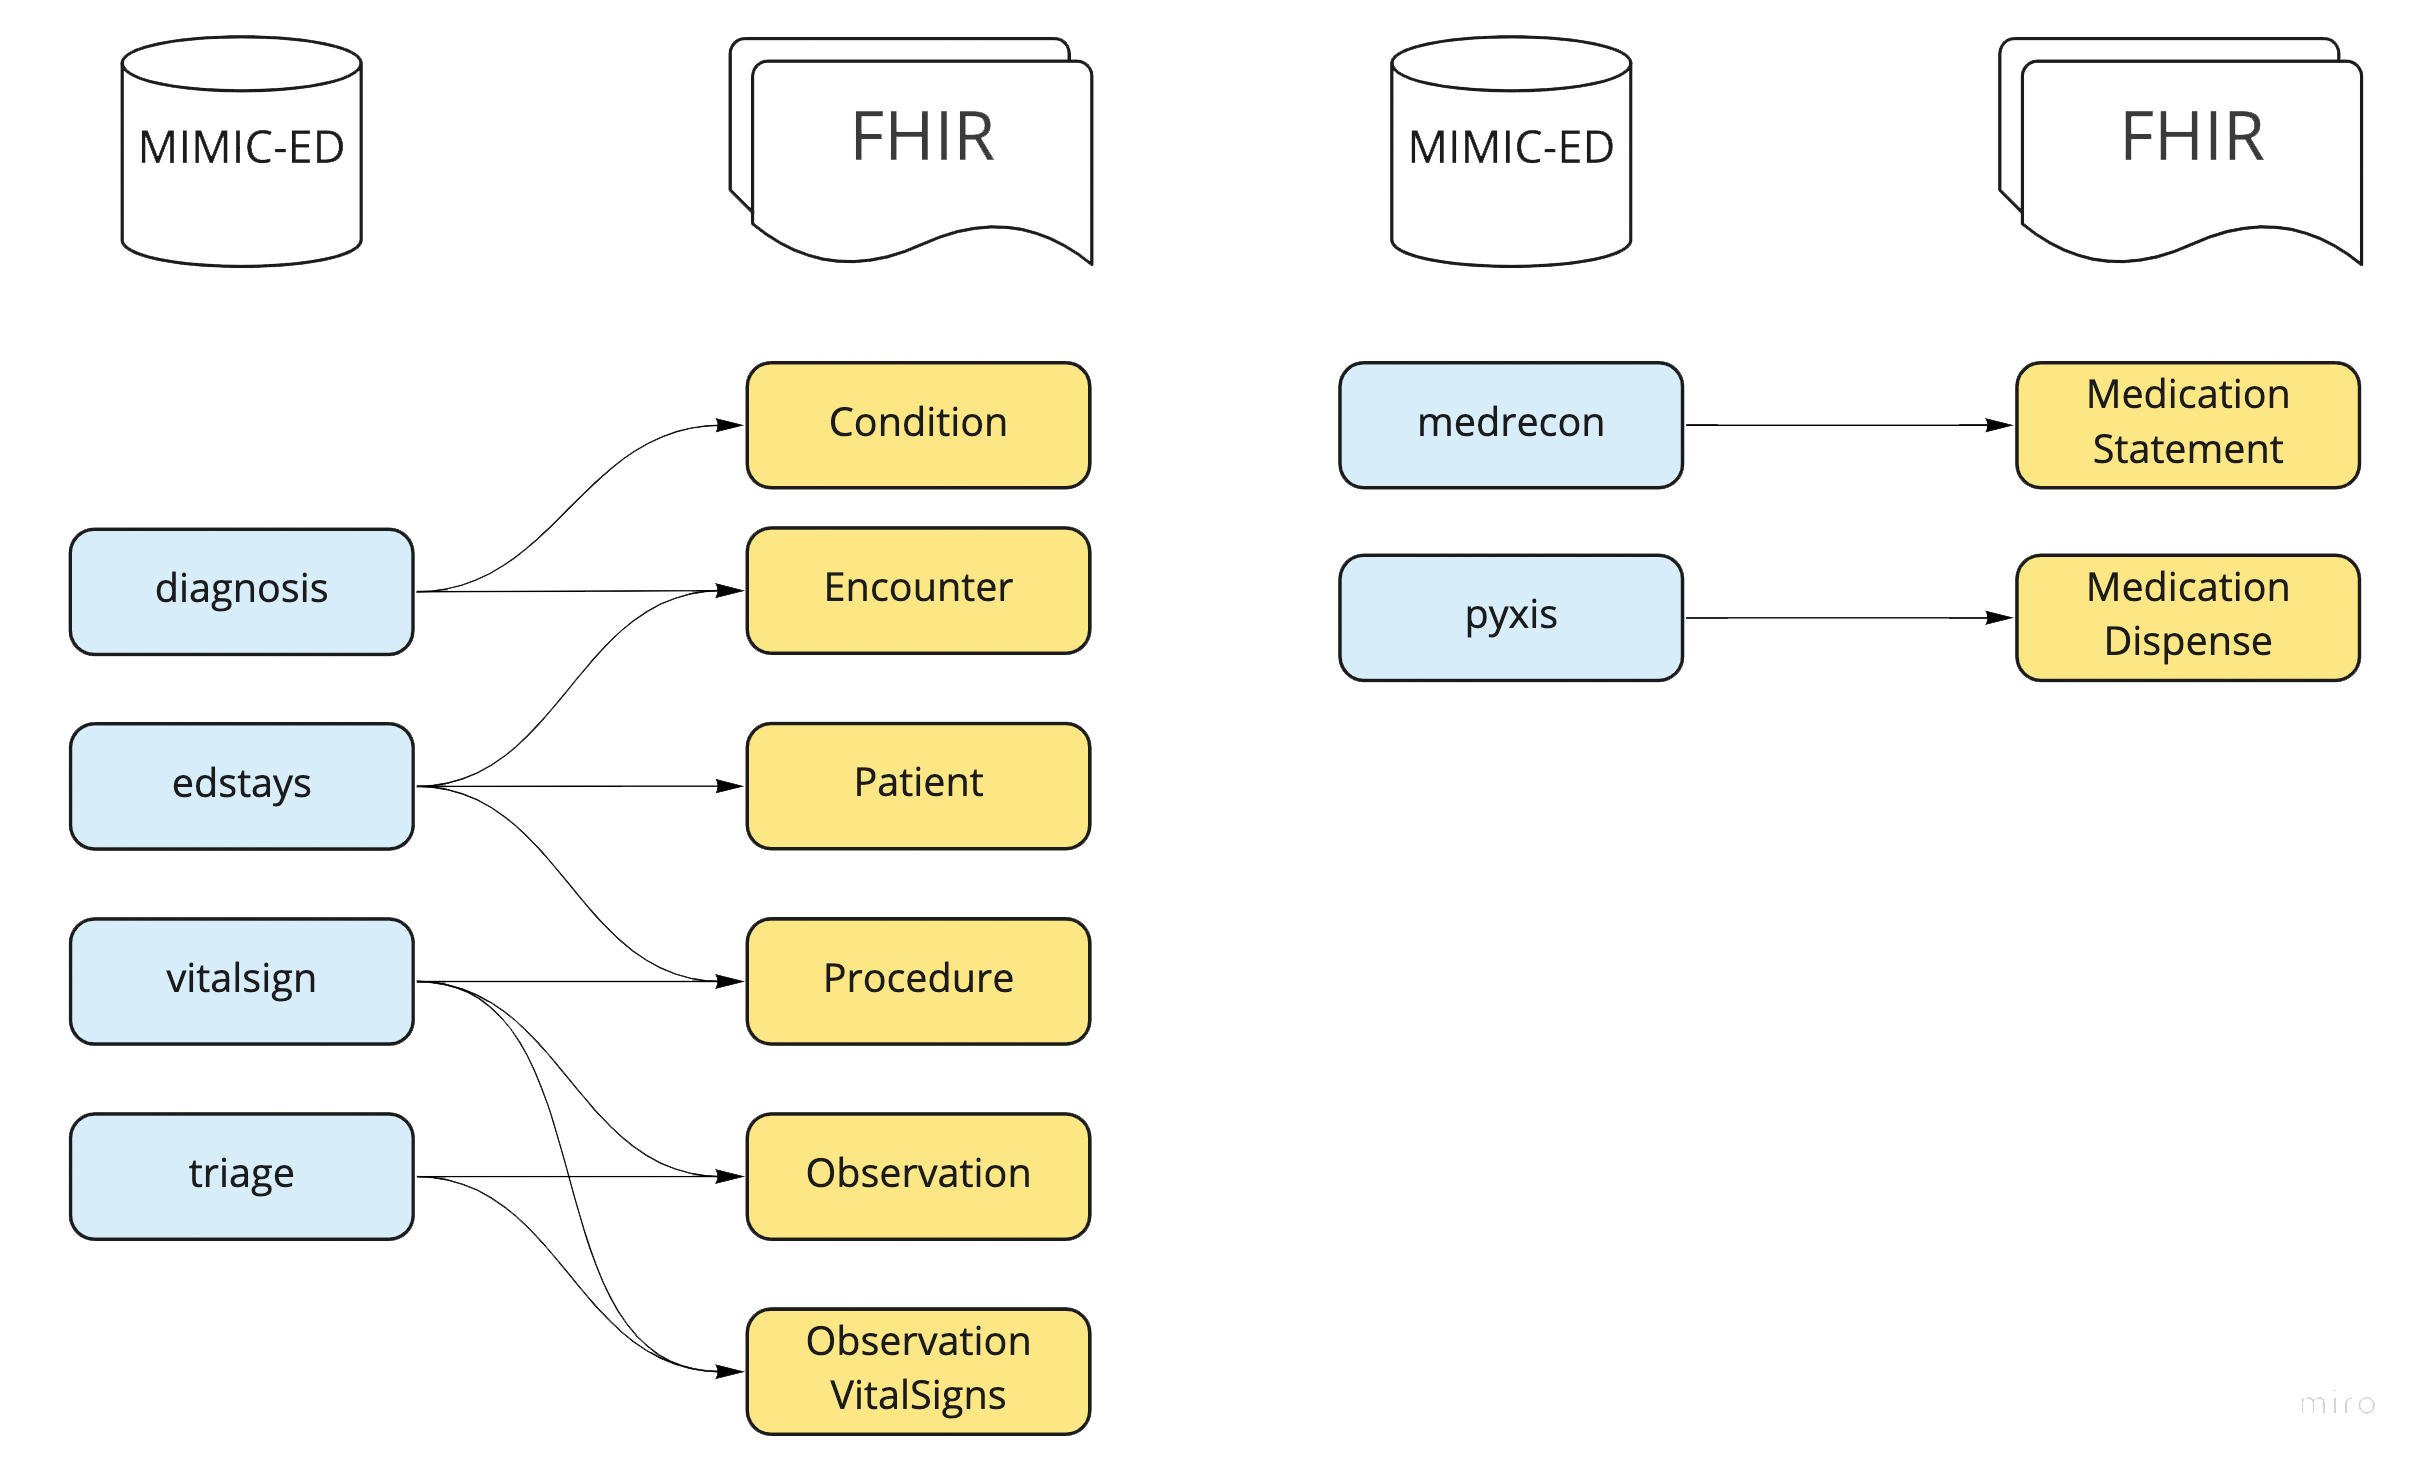 MIMIC-ED
FHIR
MIMIC-ED
FHIR
Condition
diagnosis
Encounter
edstays
Patient
vitalsign
Procedure
triage
Observation
Observation
VitalSigns
medrecon
Medication
Statement
pyxis
Medication
Dispense
miro